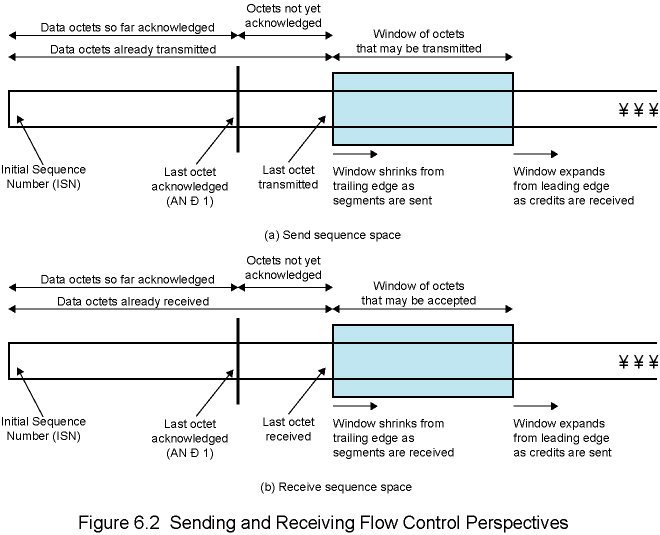 Octets not yet
acknowledged
Data octets so far acknowledged
Window of octets
that may be transmitted
Data octets already transmitted
¥ ¥ ¥
Initial Sequence
Number (ISN)
Last octet
acknowledged
(AN Ð 1)
Last octet
transmitted
Window shrinks from
trailing edge as
segments are sent
Window expands
from leading edge
as credits are received
(a) Send sequence space
Octets not yet
acknowledged
Data octets so far acknowledged
Window of octets
that may be accepted
Data octets already received
¥ ¥ ¥
Initial Sequence
Number (ISN)
Last octet
acknowledged
(AN Ð 1)
Last octet
received
Window shrinks from
trailing edge as
segments are received
Window expands
from leading edge
as credits are sent
(b) Receive sequence space
Figure 6.2 Sending and Receiving Flow Control Perspectives